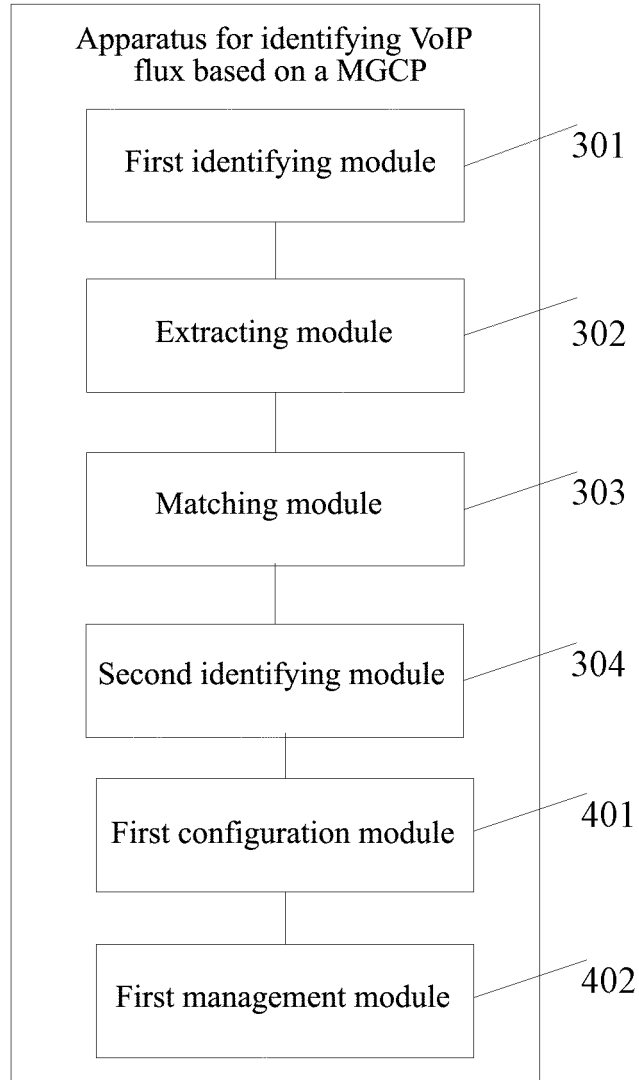 Apparatus for identifying VoIP
flux based on a MGCP
First identifying module
301
Extracting module
302
Matching module
303
Second identifying module
304
First configuration module
401
First management module
402